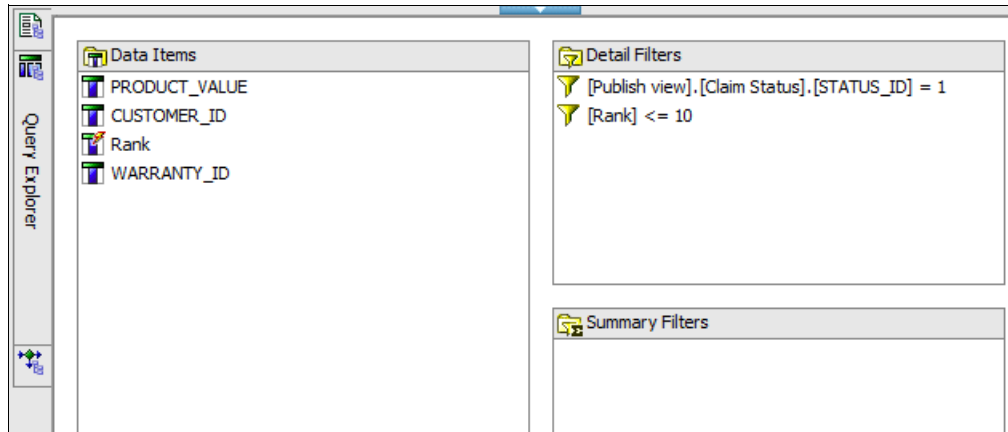 Query Explorer
Data Items
PRODUCT_VALUE
CUSTOMER_ID
Rank
WARRANTY_ID
Detail Filters
[Publish view].[Claim Status].[STATUS_ID] = 1
[Rank] <= 10
Summary Filters